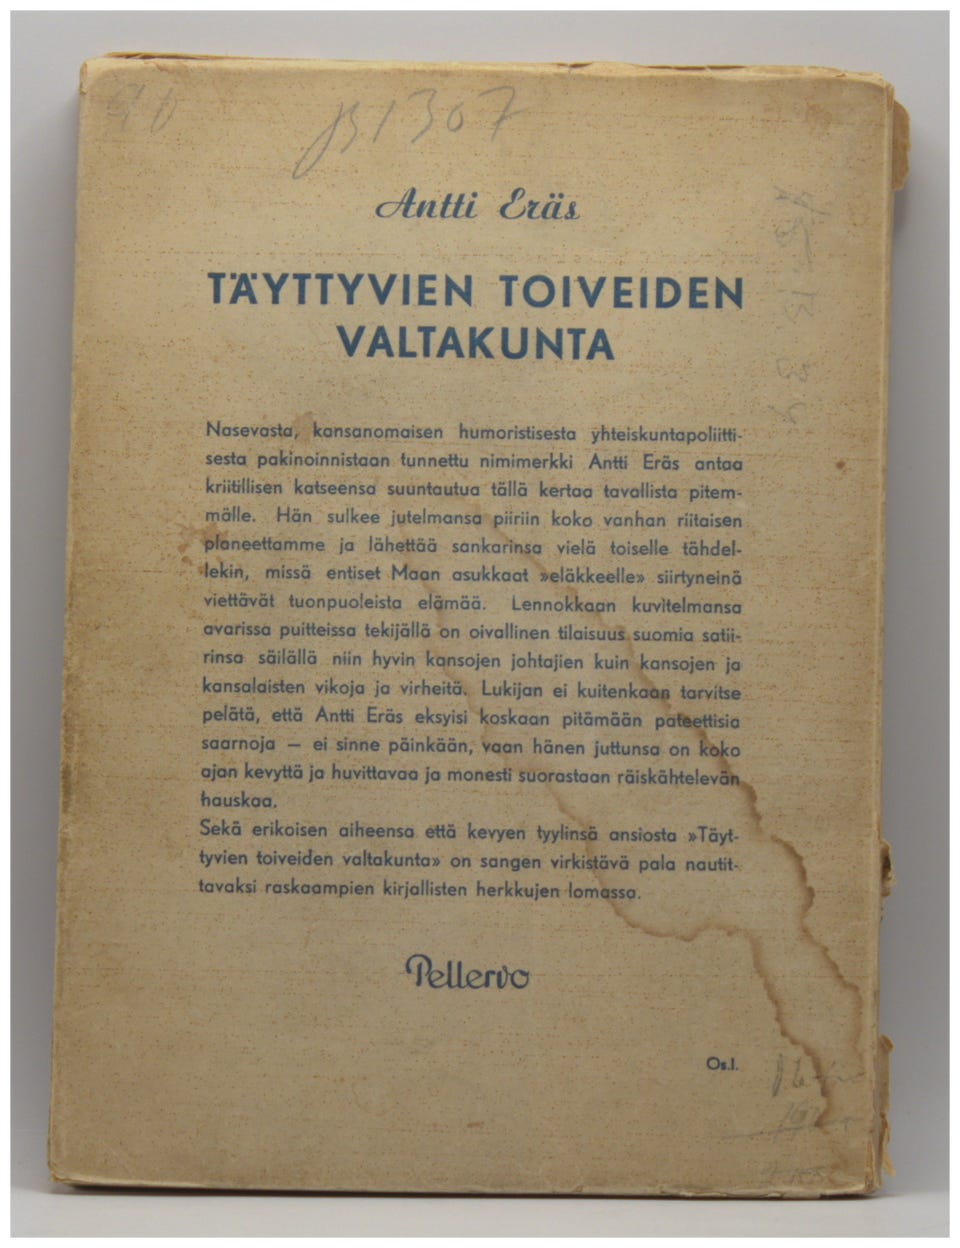 B1307
Antti Eräs
TÄYTTYVIEN TOIVEIDEN
VALTAKUNTA
Nasevasta, kansanomaisen humoristisesta yhteiskuntapoliitti-
sesta pakinoinnistaan tunnettu nimimerkki Antti Eräs antaa
kriitillisen katseensa suuntautua tällä kertaa tavallista pitem-
mälle. Hän sulkee jutelmansa piiriin koko vanhan riitaisen
planeettamme ja lähettää sankarinsa vielä toiselle tähdel-
lekin, missä entiset Maan asukkaat »eläkkeelle» siirtyneinä
viettävät tuonpuoleista elämää. Lennokkaan kuvitelmansa
avarissa puitteissa tekijällä on oivallinen tilaisuus suomia satii-
rinsa säilällä niin hyvin kansojen johtajien kuin kansojen ja
kansalaisten vikoja ja virheitä. Lukijan ei kuitenkaan tarvitse
pelätä, että Antti Eräs eksyisi koskaan pitämään pateettisia
saarnoja — ei sinne päinkään, vaan hänen juttunsa on koko
ajan kevyttä ja huvittavaa ja monesti suorastaan räiskähtelevän
hauskaa.
Sekä erikoisen aiheensa että kevyen tyylinsä ansiosta »Täyt-
tyvien toiveiden valtakunta» on sangen virkistävä pala nautit-
tavaksi raskaampien kirjallisten herkkujen lomassa.
Pellervo
Os.l.